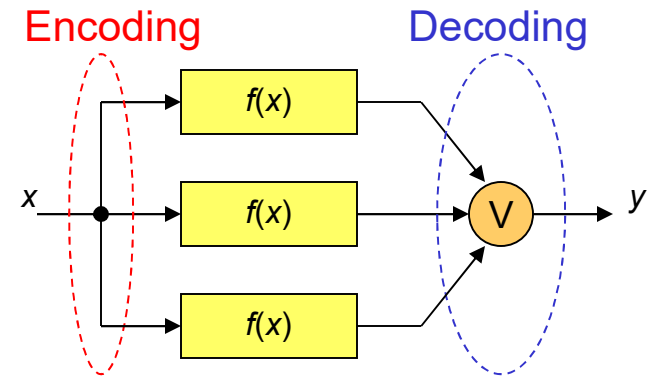 Encoding
Decoding
f(x)
x
f(x)
V
y
f(x)